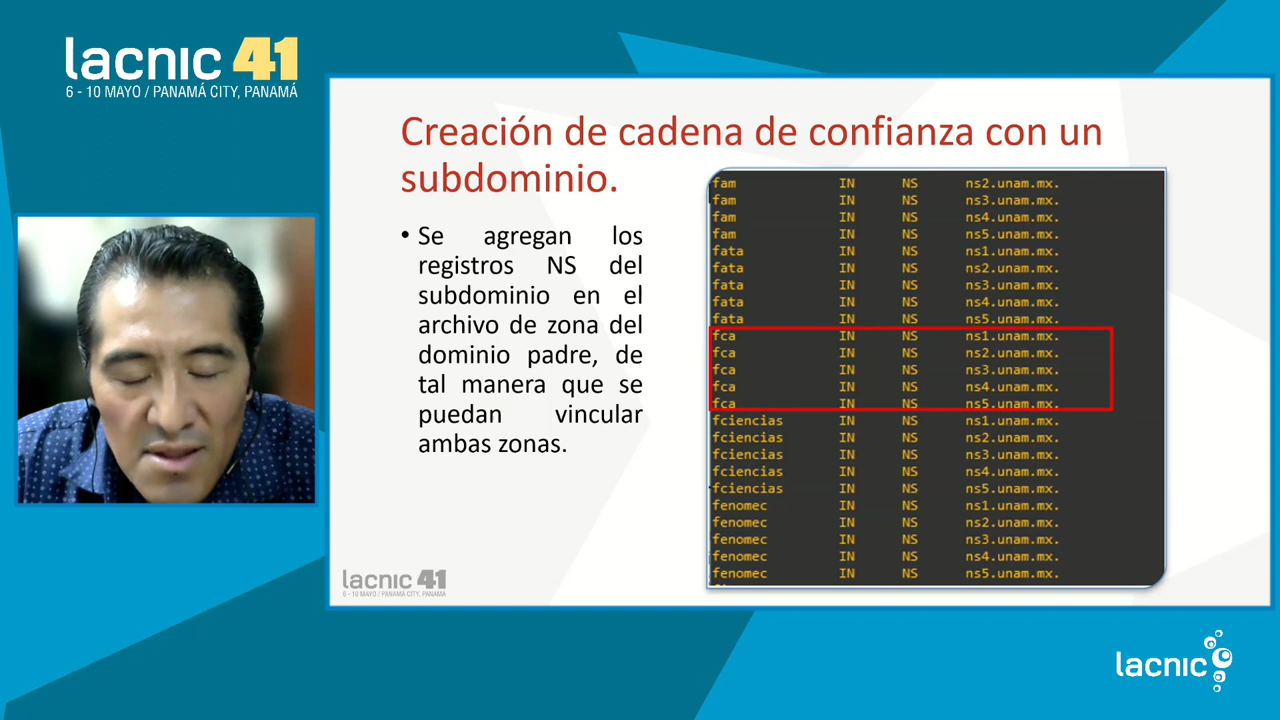 lacnic 41
6 - 10 MAYO / PANAMÁ CITY, PANAMÁ
Creación de cadena de confianza con un
subdominio.
• Se agregan los
registros NS del
subdominio en el
archivo de zona del
dominio padre, de
tal manera que se
puedan vincular
ambas zonas.
fam IN NS ns2.unam.mx.
fam IN NS ns3.unam.mx.
fam IN NS ns4.unam.mx.
fam IN NS ns5.unam.mx.
fata IN NS ns1.unam.mx.
fata IN NS ns2.unam.mx.
fata IN NS ns3.unam.mx.
fata IN NS ns4.unam.mx.
fata IN NS ns5.unam.mx.
fca IN NS ns1.unam.mx.
fca IN NS ns2.unam.mx.
fca IN NS ns3.unam.mx.
fca IN NS ns4.unam.mx.
fca IN NS ns5.unam.mx.
fciencias IN NS ns1.unam.mx.
fciencias IN NS ns2.unam.mx.
fciencias IN NS ns3.unam.mx.
fciencias IN NS ns4.unam.mx.
fciencias IN NS ns5.unam.mx.
fenomec IN NS ns1.unam.mx.
fenomec IN NS ns2.unam.mx.
fenomec IN NS ns3.unam.mx.
fenomec IN NS ns4.unam.mx.
fenomec IN NS ns5.unam.mx.
lacnic 41
6 - 10 MAYO / PANAMÁ CITY, PANAMÁ
lacnic